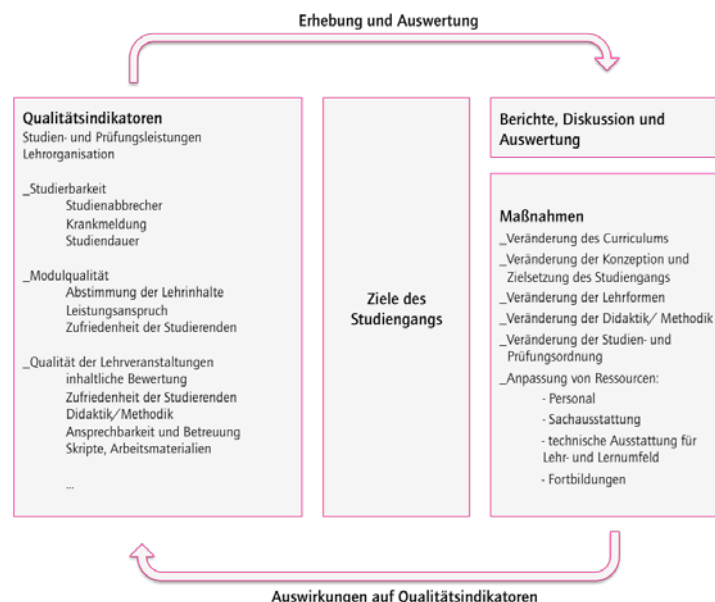 Erhebung und Auswertung
Qualitätsindikatoren
Studien- und Prüfungsleistungen
Lehrorganisation
_Studierbarkeit
Studienabbrecher
Krankmeldung
Studiendauer
_Modulqualität
Abstimmung der Lehrinhalte
Leistungsanspruch
Zufriedenheit der Studierenden
_Qualität der Lehrveranstaltungen
inhaltliche Bewertung
Zufriedenheit der Studierenden
Didaktik/Methodik
Ansprechbarkeit und Betreuung
Skripte, Arbeitsmaterialien
...
Ziele des
Studiengangs
Berichte, Diskussion und
Auswertung
Maßnahmen
_Veränderung des Curriculums
_Veränderung der Konzeption und
Zielsetzung des Studiengangs
_Veränderung der Lehrformen
_Veränderung der Didaktik/ Methodik
_Veränderung der Studien- und
Prüfungsordnung
_Anpassung von Ressourcen:
- Personal
- Sachausstattung
- technische Ausstattung für
Lehr- und Lernumfeld
- Fortbildungen
Auswirkungen auf Qualitätsindikatoren